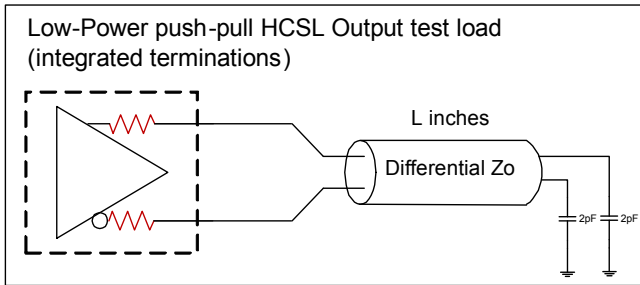 Low-Power push-pull HCSL Output test load
(integrated terminations)
L inches
Differential Zo
2pF
2pF